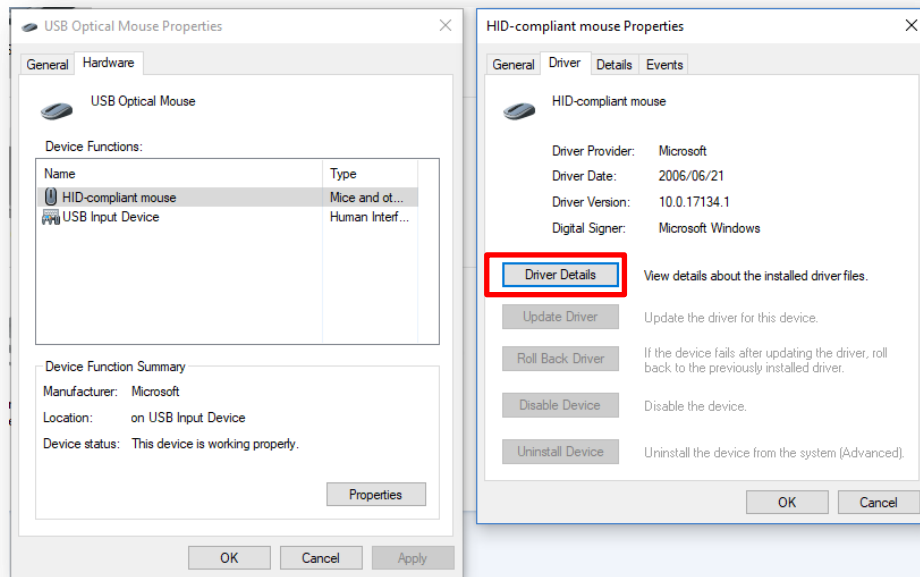 USB Optical Mouse Properties
General Hardware
USB Optical Mouse
Device Functions:
Name Type
HID-compliant mouse Mice and ot...
USB Input Device Human Interf...
Device Function Summary
Manufacturer: Microsoft
Location: on USB Input Device
Device status: This device is working properly.
Properties
OK Cancel Apply
HID-compliant mouse Properties
General Driver Details Events
HID-compliant mouse
Driver Provider: Microsoft
Driver Date: 2006/06/21
Driver Version: 10.0.17134.1
Digital Signer: Microsoft Windows
Driver Details View details about the installed driver files.
Update Driver Update the driver for this device.
Roll Back Driver If the device fails after updating the driver, roll
back to the previously installed driver.
Disable Device Disable the device.
Uninstall Device Uninstall the device from the system (Advanced).
OK Cancel